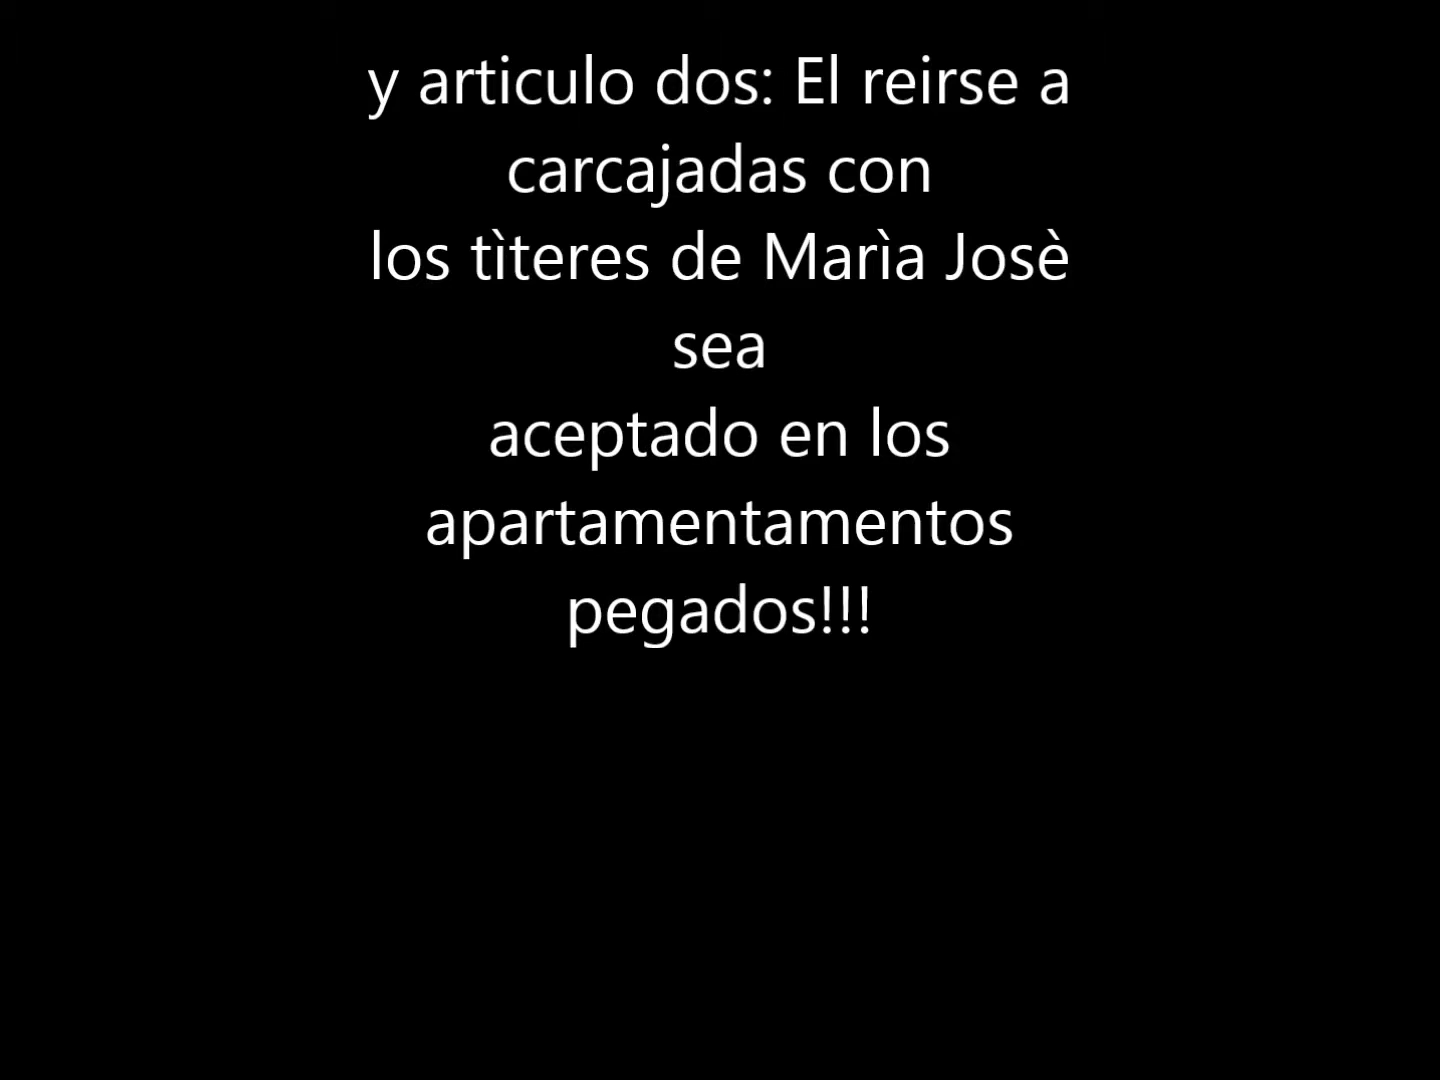 y articulo dos: El reirse a
carcajadas con
los tìteres de Marìa Josè
sea
aceptado en los
apartamentamentos
pegados!!!